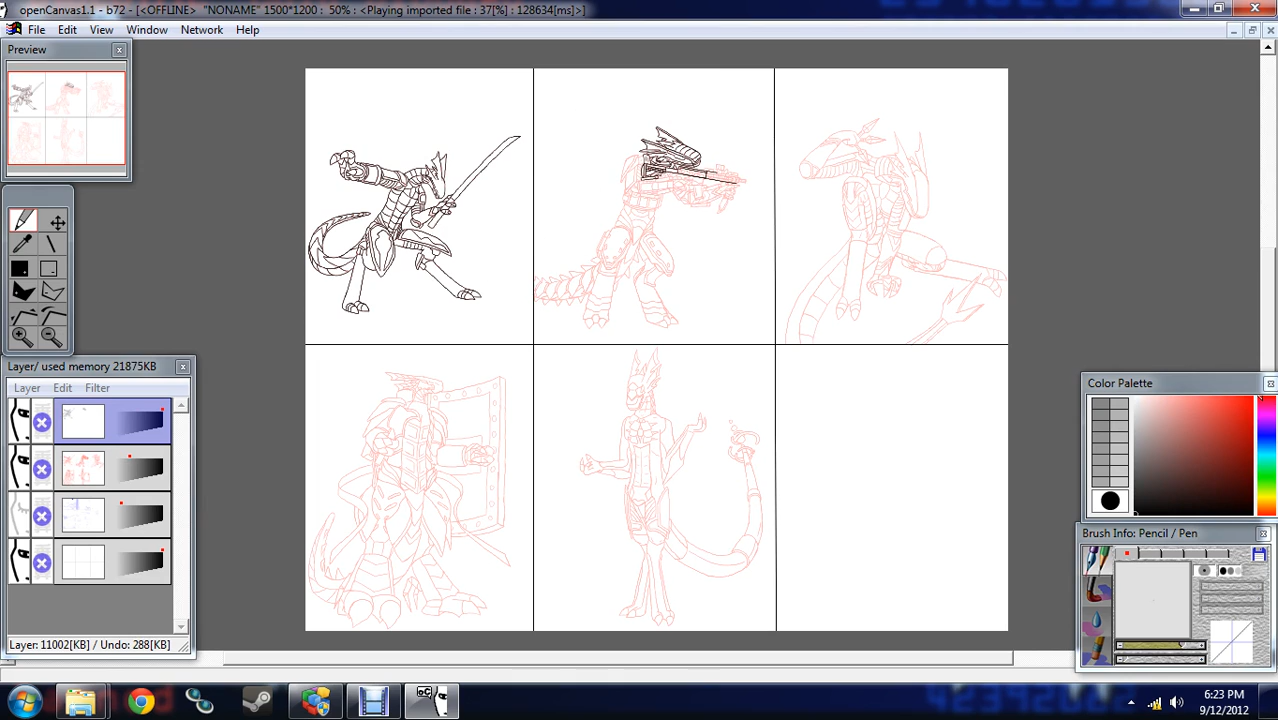 openCanvas1.1 - b72 - [<OFFLINE> "NONAME" 1500*1200 : 50% : <Playing imported file : 37[%] : 128634[ms]>]
File Edit View Window Network Help
Preview
Layer/ used memory 21875KB
Layer Edit Filter
Layer: 11002[KB] / Undo: 288[KB]
Color Palette
Brush Info: Pencil / Pen
6:23 PM
9/12/2012